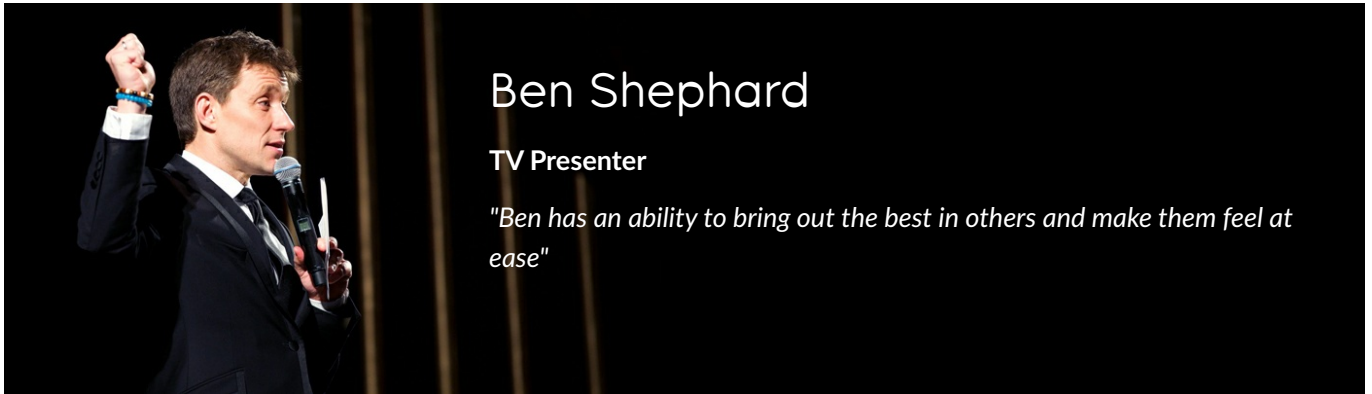 Ben Shephard
TV Presenter
"Ben has an ability to bring out the best in others and make them feel at
ease"